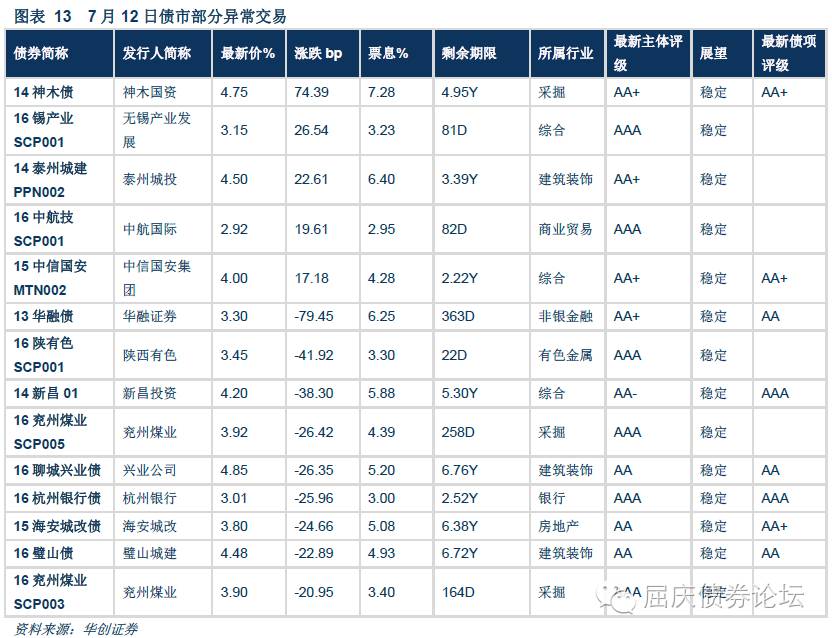 图表 13 7 月 12 日债市部分异常交易
债券简称 发行人简称 最新价% 涨跌 bp 票息% 剩余期限 所属行业 最新主体评级 展望 最新债项评级
14 神木债 神木国资 4.75 74.39 7.28 4.95Y 采掘 AA+ 稳定 AA+
16 锡产业 SCP001 无锡产业发展 3.15 26.54 3.23 81D 综合 AAA 稳定
14 泰州城建 PPN002 泰州城投 4.50 22.61 6.40 3.39Y 建筑装饰 AA+ 稳定
16 中航技 SCP001 中航国际 2.92 19.61 2.95 82D 商业贸易 AAA 稳定
15 中信国安 MTN002 中信国安集团 4.00 17.18 4.28 2.22Y 综合 AA+ 稳定 AA+
13 华融债 华融证券 3.30 -79.45 6.25 363D 非银金融 AA+ 稳定 AA
16 陕有色 SCP001 陕西有色 3.45 -41.92 3.30 22D 有色金属 AAA 稳定
14 新昌 01 新昌投资 4.20 -38.30 5.88 5.30Y 综合 AA- 稳定 AAA
16 兖州煤业 SCP005 兖州煤业 3.92 -26.42 4.39 258D 采掘 AAA 稳定
16 聊城兴业债 兴业公司 4.85 -26.35 5.20 6.76Y 建筑装饰 AA 稳定 AA
16 杭州银行债 杭州银行 3.01 -25.96 3.00 2.52Y 银行 AAA 稳定 AAA
15 海安城改债 海安城改 3.80 -24.66 5.08 6.38Y 房地产 AA 稳定 AA+
16 璧山债 璧山城建 4.48 -22.89 4.93 6.72Y 建筑装饰 AA 稳定 AA
16 兖州煤业 SCP003 兖州煤业 3.90 -20.95 3.40 164D 采掘 稳定
屈庆债券论坛
资料来源：华创证券